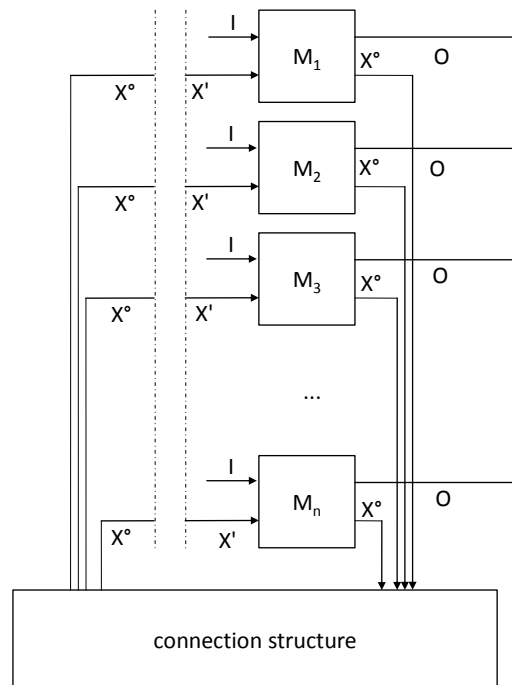 I
M₁
X°
O
X°
X'
I
M₂
X°
O
X°
X'
I
M₃
X°
O
X°
X'
...
I
Mₙ
X°
O
X°
X'
connection structure